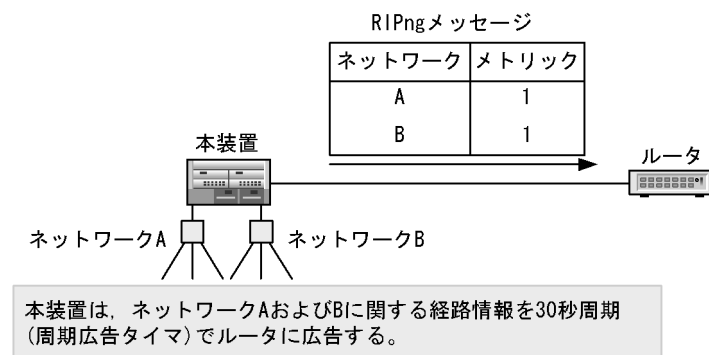 RIPngメッセージ
ネットワーク メトリック
A 1
B 1
本装置
ルータ
ネットワークA
ネットワークB
本装置は，ネットワークAおよびBに関する経路情報を30秒周期
(周期広告タイマ)でルータに広告する。